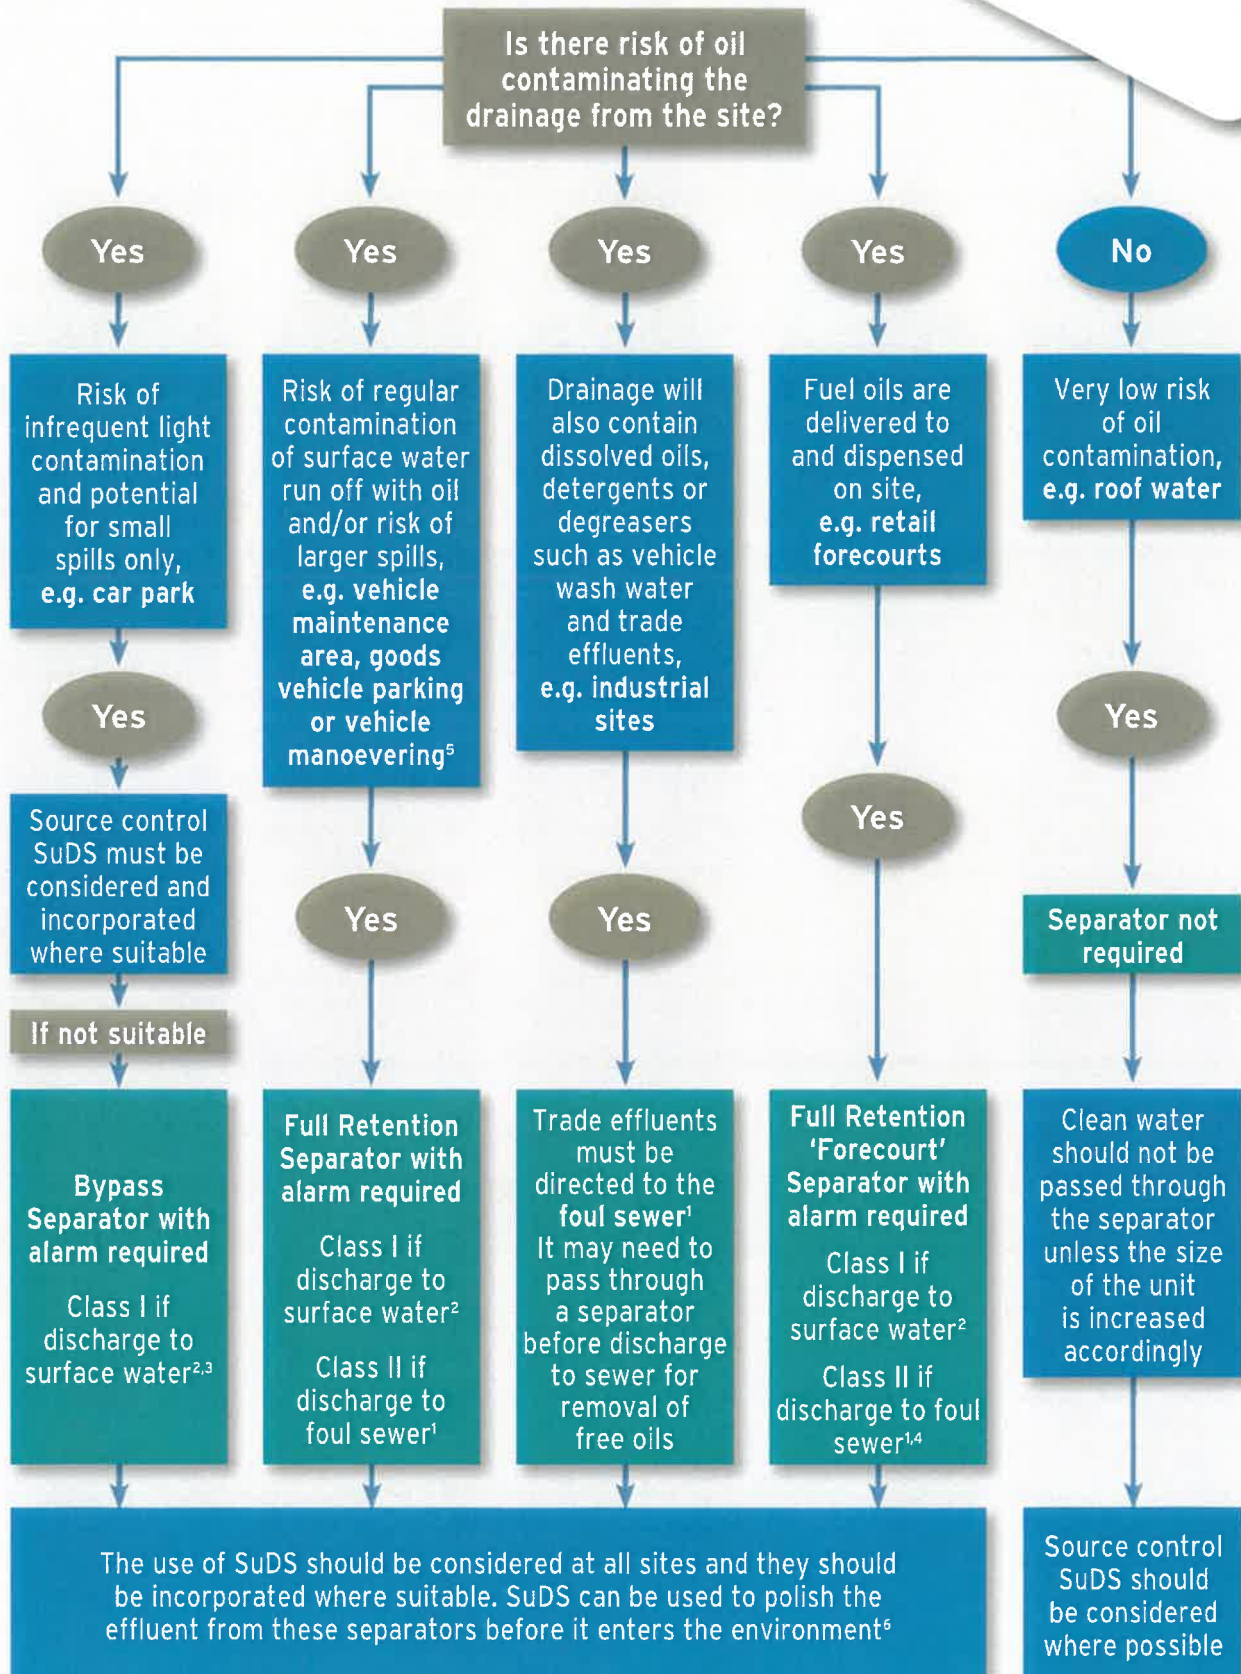 Is there risk of oil
contaminating the
drainage from the site?
Yes
Yes
Yes
Yes
No
Risk of
infrequent light
contamination
and potential
for small
spills only,
e.g. car park
Risk of regular
contamination
of surface water
run off with oil
and/or risk of
larger spills,
e.g. vehicle
maintenance
area, goods
vehicle parking
or vehicle
manoevering⁵
Drainage will
also contain
dissolved oils,
detergents or
degreasers
such as vehicle
wash water
and trade
effluents,
e.g. industrial
sites
Fuel oils are
delivered to
and dispensed
on site,
e.g. retail
forecourts
Very low risk
of oil
contamination,
e.g. roof water
Yes
Yes
Yes
Yes
Yes
Source control
SuDS must be
considered and
incorporated
where suitable
If not suitable
Separator not
required
Bypass
Separator with
alarm required
Class I if
discharge to
surface water²,³
Full Retention
Separator with
alarm required
Class I if
discharge to
surface water²
Class II if
discharge to
foul sewer¹
Trade effluents
must be
directed to the
foul sewer¹
It may need to
pass through
a separator
before discharge
to sewer for
removal of
free oils
Full Retention
'Forecourt'
Separator with
alarm required
Class I if
discharge to
surface water²
Class II if
discharge to foul
sewer¹,⁴
Clean water
should not be
passed through
the separator
unless the size
of the unit
is increased
accordingly
The use of SuDS should be considered at all sites and they should
be incorporated where suitable. SuDS can be used to polish the
effluent from these separators before it enters the environment⁶
Source control
SuDS should
be considered
where possible